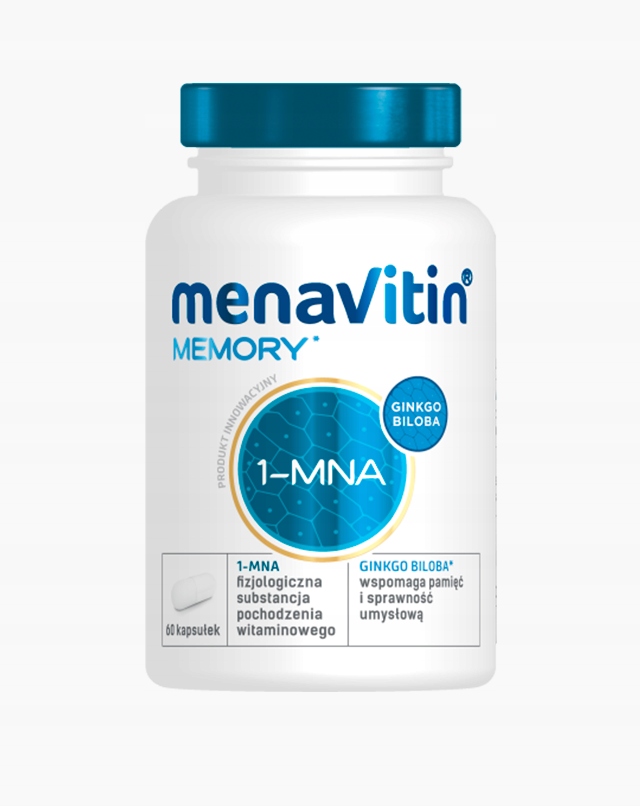 menavitin®
MEMORY*
PRODUKT INNOWACYJNY
GINKGO
BILOBA
1-MNA
60 kapsułek
1-MNA
fizjologiczna
substancja
pochodzenia
witaminowego
GINKGO BILOBA*
wspomaga pamięć
i sprawność
umysłową